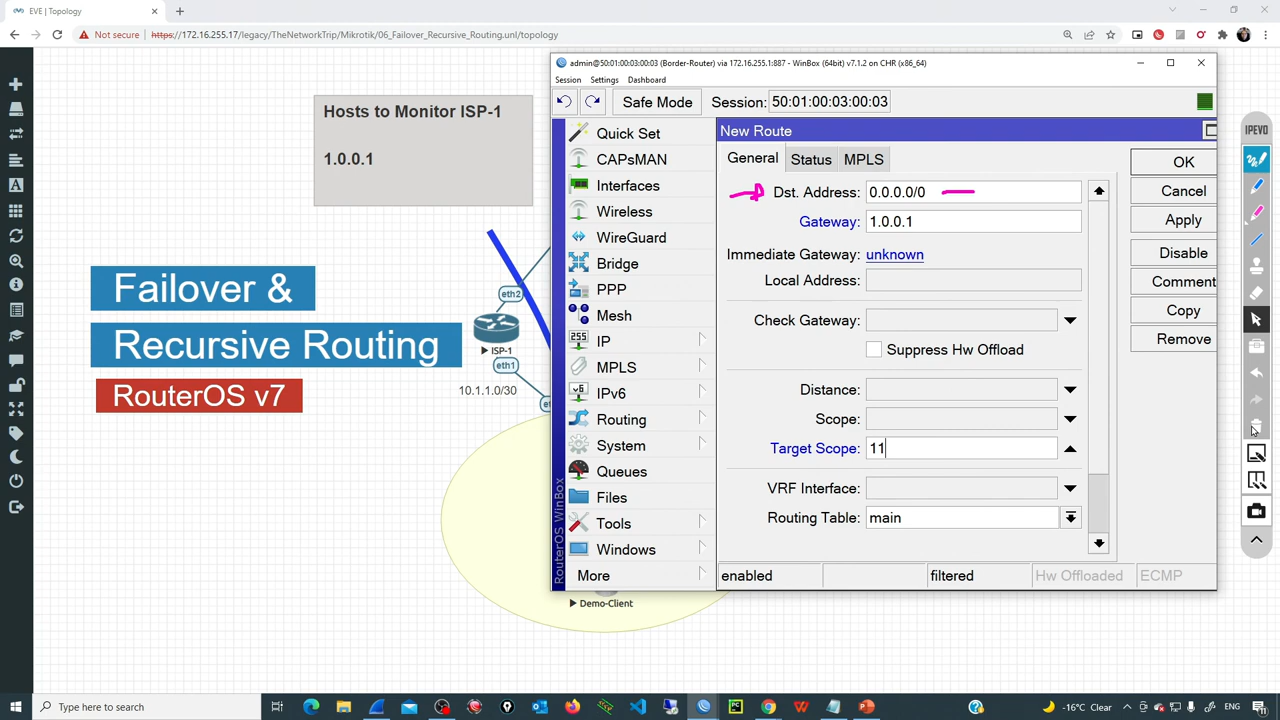 EVE | Topology
Not secure
https://172.16.255.17/legacy/TheNetworkTrip/Mikrotik/06_Failover_Recursive_Routing.unl/topology
Hosts to Monitor ISP-1
1.0.0.1
Failover &
Recursive Routing
RouterOS v7
eth2
ISP-1
eth1
10.1.1.0/30
Demo-Client
admin@50:01:00:03:00:03 (Border-Router) via 172.16.255.1:887 - WinBox (64bit) v7.1.2 on CHR (x86_64)
Session Settings Dashboard
Safe Mode Session: 50:01:00:03:00:03
Quick Set
CAPsMAN
Interfaces
Wireless
WireGuard
Bridge
PPP
Mesh
IP
MPLS
IPv6
Routing
System
Queues
Files
Tools
Windows
More
RouterOS WinBox
New Route
General Status MPLS
Dst. Address: 0.0.0.0/0
Gateway: 1.0.0.1
Immediate Gateway: unknown
Local Address:
Check Gateway:
Suppress Hw Offload
Distance:
Scope:
Target Scope: 11
VRF Interface:
Routing Table: main
OK
Cancel
Apply
Disable
Comment
Copy
Remove
enabled filtered Hw Offloaded ECMP
IPEVO
Type here to search
-16°C Clear
ENG